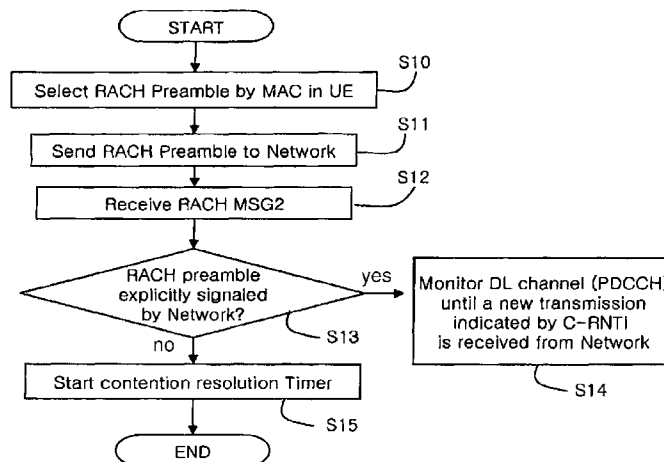 START
S10
Select RACH Preamble by MAC in UE
S11
Send RACH Preamble to Network
S12
Receive RACH MSG2
RACH preamble
explicitly signaled
by Network?
yes
S13
Monitor DL channel (PDCCH)
until a new transmission
indicated by C-RNTI
is received from Network
S14
no
Start contention resolution Timer
S15
END